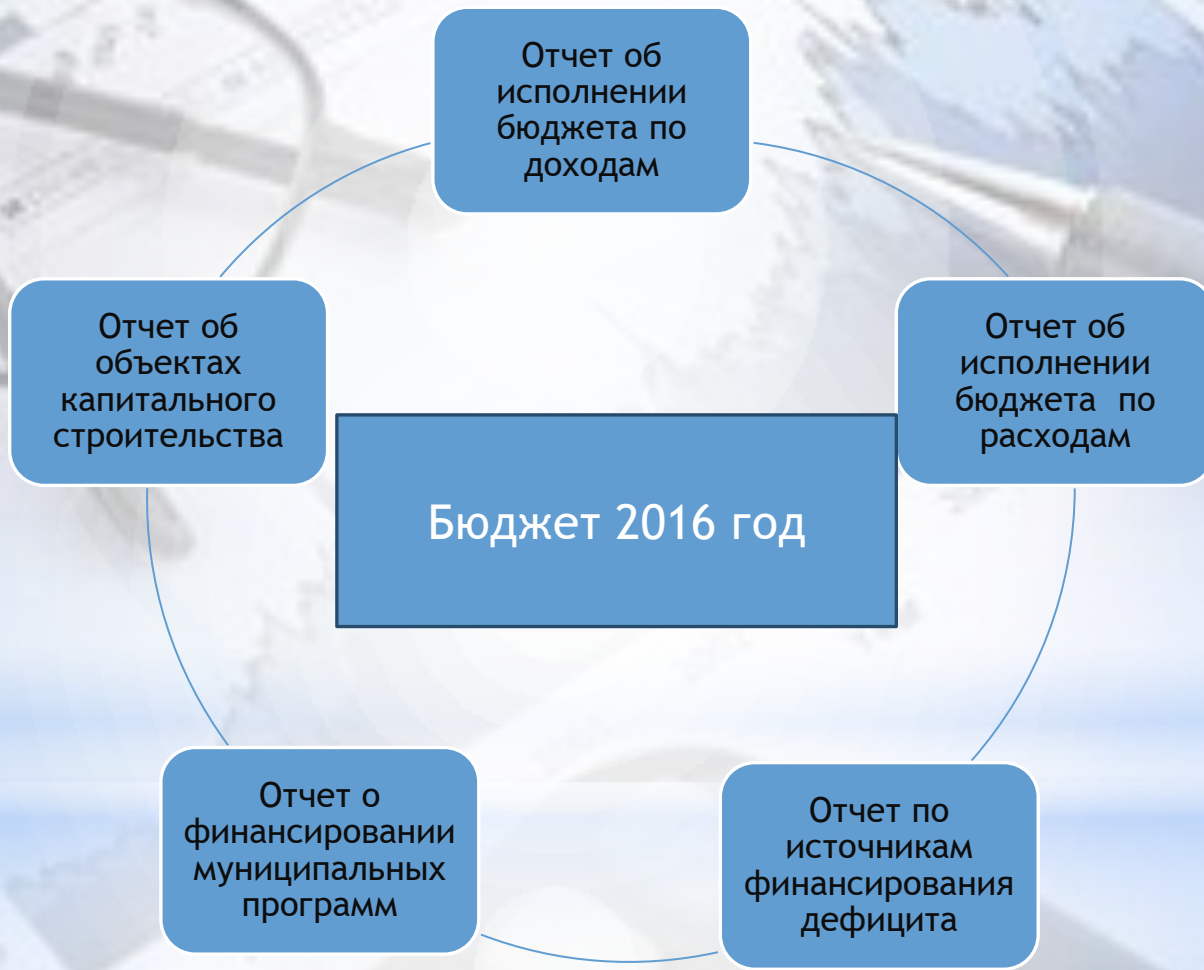 Отчет об
исполнении
бюджета по
доходам
Отчет об
объектах
капитального
строительства
Отчет об
исполнении
бюджета по
расходам
Бюджет 2016 год
Отчет о
финансировании
муниципальных
программ
Отчет по
источникам
финансирования
дефицита